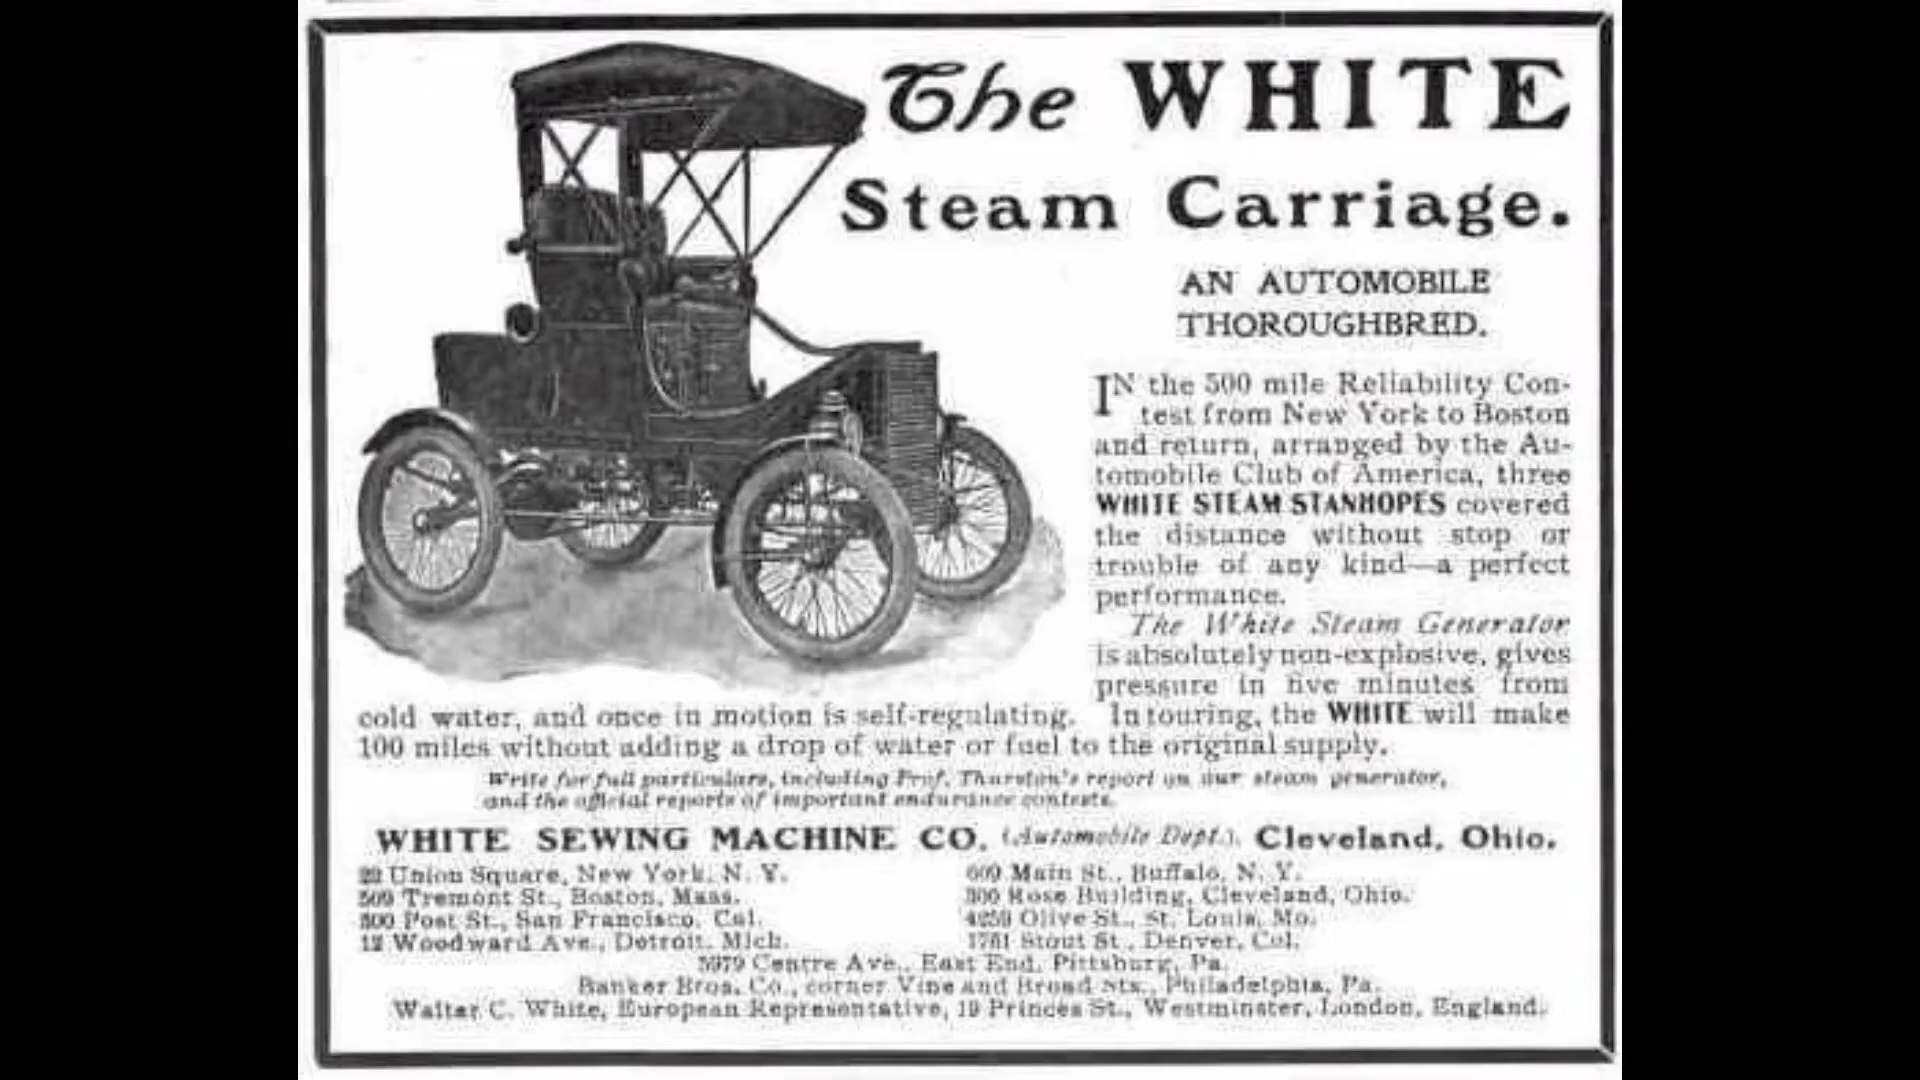 The WHITE
Steam Carriage.
AN AUTOMOBILE
THOROUGHBRED.
IN the 500 mile Reliability Con-
test from New York to Boston
and return, arranged by the Au-
tomobile Club of America, three
WHITE STEAM STANHOPES covered
the distance without stop or
trouble of any kind—a perfect
performance.
The White Steam Generator
is absolutely non-explosive, gives
pressure in five minutes from
cold water, and once in motion is self-regulating. In touring, the WHITE will make
100 miles without adding a drop of water or fuel to the original supply.
Write for full particulars, including Prof. Thurston's report on our steam generator,
and the official reports of important endurance contests.
WHITE SEWING MACHINE CO. (Automobile Dept.), Cleveland, Ohio.
Union Square, New York, N. Y.
509 Tremont St., Boston, Mass.
300 Post St., San Francisco, Cal.
12 Woodward Ave., Detroit, Mich.
609 Main St., Buffalo, N. Y.
300 Rose Building, Cleveland, Ohio.
4259 Olive St., St. Louis, Mo.
1761 Stout St., Denver, Col.
5979 Centre Ave., East End, Pittsburg, Pa.
Banker Bros. Co., corner Vine and Broad Sts., Philadelphia, Pa.
Walter C. White, European Representative, 19 Princes St., Westminster, London, England.